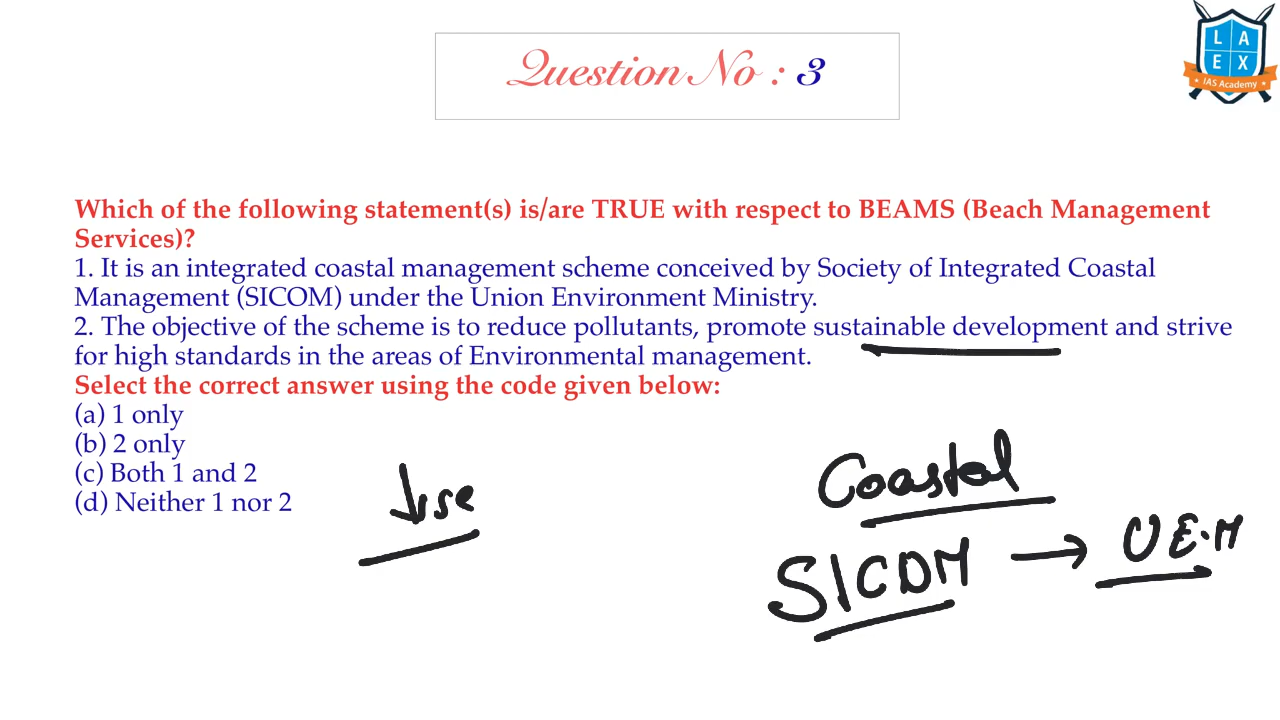 Question No : 3
L A
E X
IAS Academy
Which of the following statement(s) is/are TRUE with respect to BEAMS (Beach Management
Services)?
1. It is an integrated coastal management scheme conceived by Society of Integrated Coastal
Management (SICOM) under the Union Environment Ministry.
2. The objective of the scheme is to reduce pollutants, promote sustainable development and strive
for high standards in the areas of Environmental management.
Select the correct answer using the code given below:
(a) 1 only
(b) 2 only
(c) Both 1 and 2
(d) Neither 1 nor 2
Coastal
SICOM → U E.M